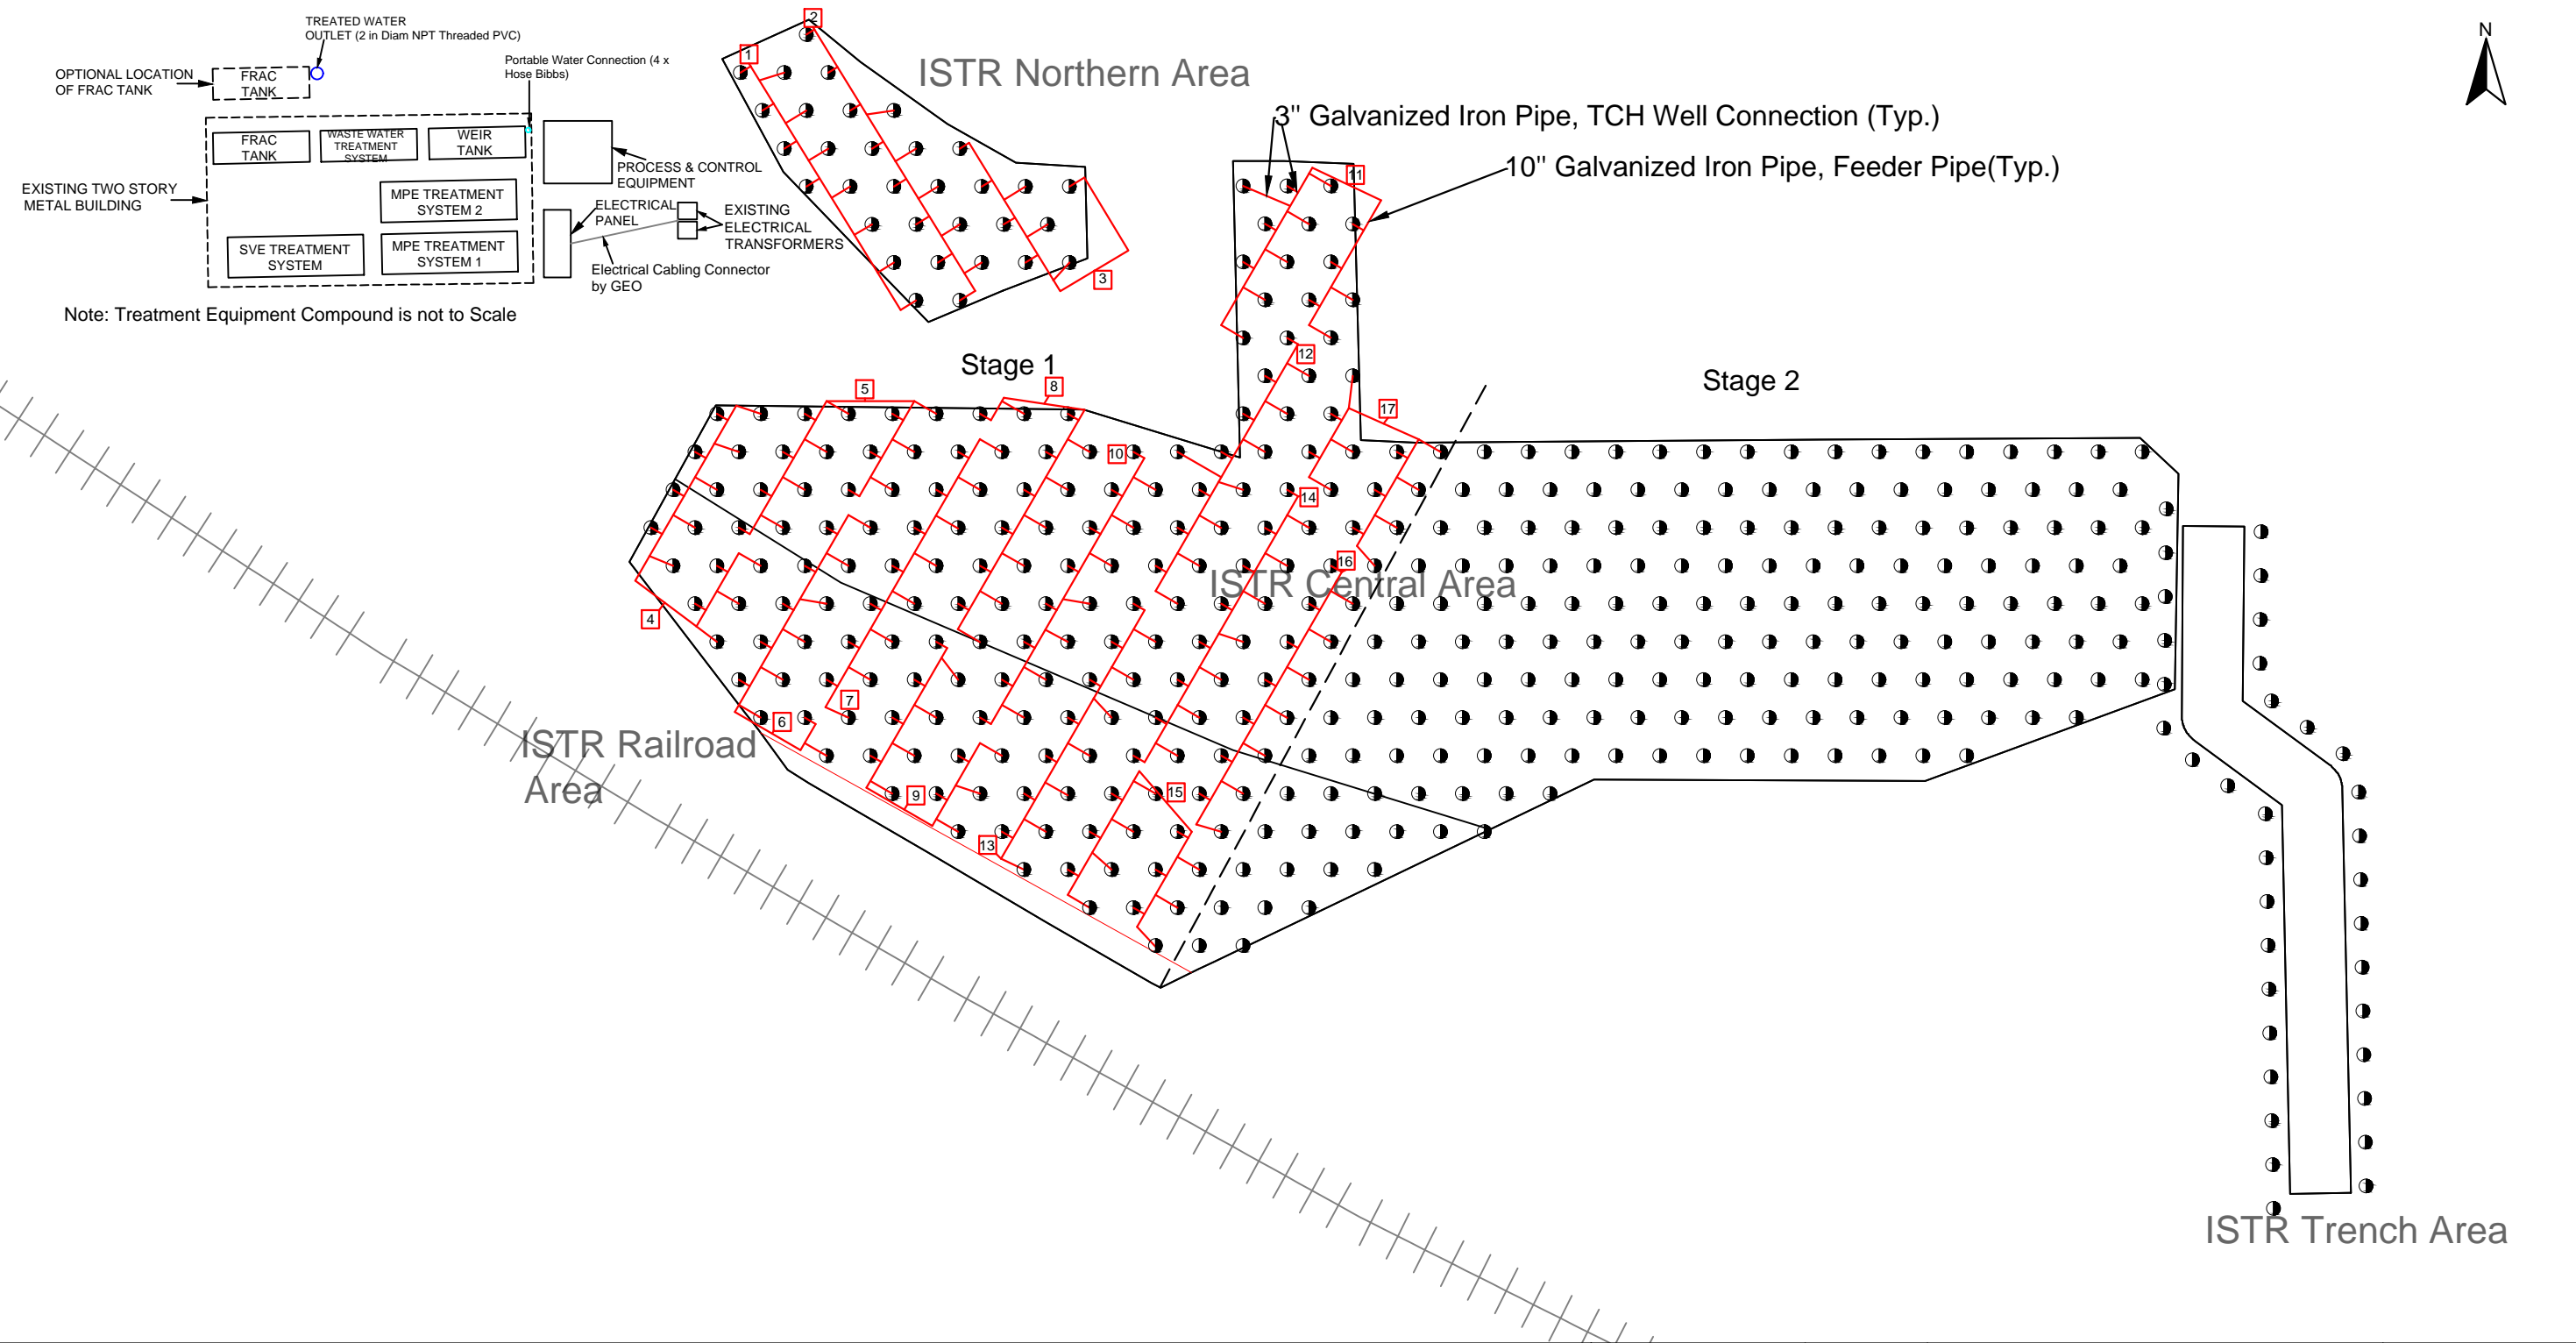 TREATED WATER
OUTLET (2 in Diam NPT Threaded PVC)
Portable Water Connection (4 x
Hose Bibbs)
OPTIONAL LOCATION
OF FRAC TANK
FRAC
TANK
FRAC
TANK
WASTE WATER
TREATMENT
SYSTEM
WEIR
TANK
PROCESS & CONTROL
EQUIPMENT
EXISTING TWO STORY
METAL BUILDING
MPE TREATMENT
SYSTEM 2
ELECTRICAL
PANEL
EXISTING
ELECTRICAL
TRANSFORMERS
SVE TREATMENT
SYSTEM
MPE TREATMENT
SYSTEM 1
Electrical Cabling Connector
by GEO
Note: Treatment Equipment Compound is not to Scale
1
2
ISTR Northern Area
3
N
3" Galvanized Iron Pipe, TCH Well Connection (Typ.)
10" Galvanized Iron Pipe, Feeder Pipe(Typ.)
11
12
Stage 1
Stage 2
5
8
17
10
14
16
ISTR Central Area
4
7
6
ISTR Railroad
Area
9
15
13
ISTR Trench Area